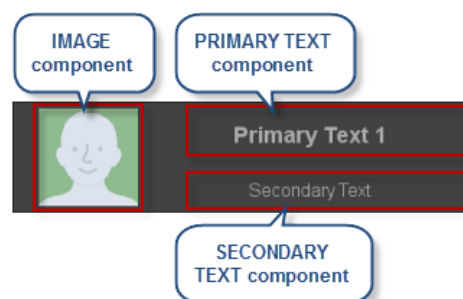 IMAGE
component
PRIMARY TEXT
component
Primary Text 1
Secondary Text
SECONDARY
TEXT component